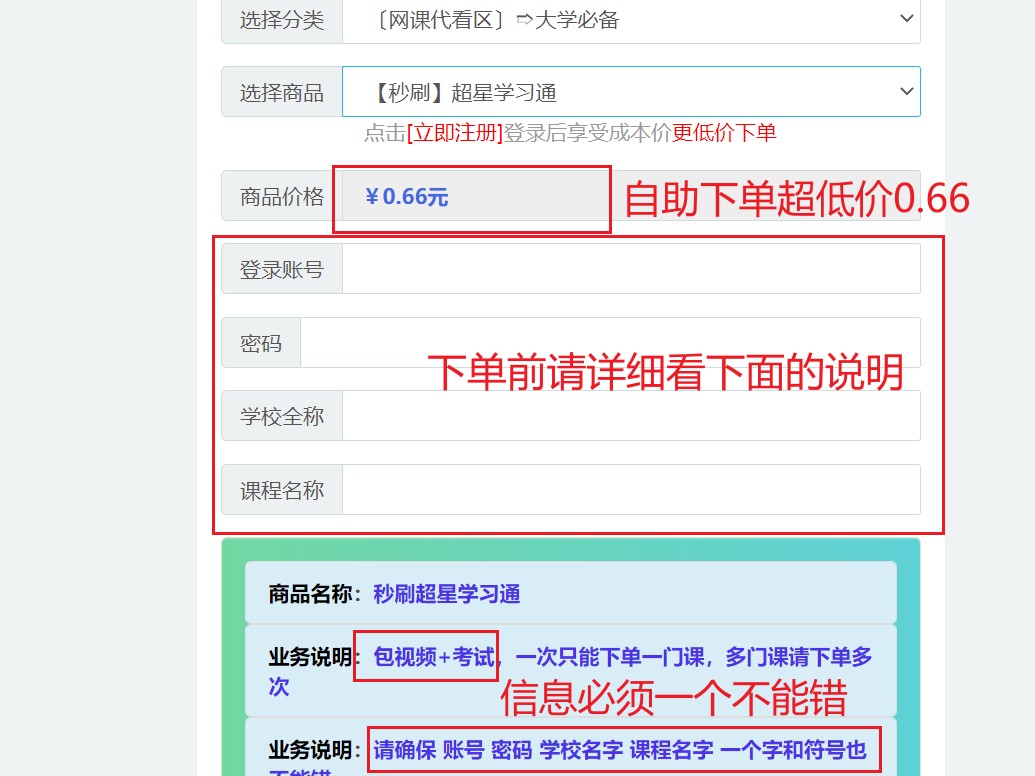 选择分类 〔网课代看区〕➩大学必备
选择商品 【秒刷】超星学习通
点击[立即注册]登录后享受成本价更低价下单
商品价格 ￥0.66元 自助下单超低价0.66
登录账号
密码
下单前请详细看下面的说明
学校全称
课程名称
商品名称：秒刷超星学习通
业务说明：包视频+考试，一次只能下单一门课，多门课请下单多
次
信息必须一个不能错
业务说明：请确保 账号 密码 学校名字 课程名字 一个字和符号也
不能错